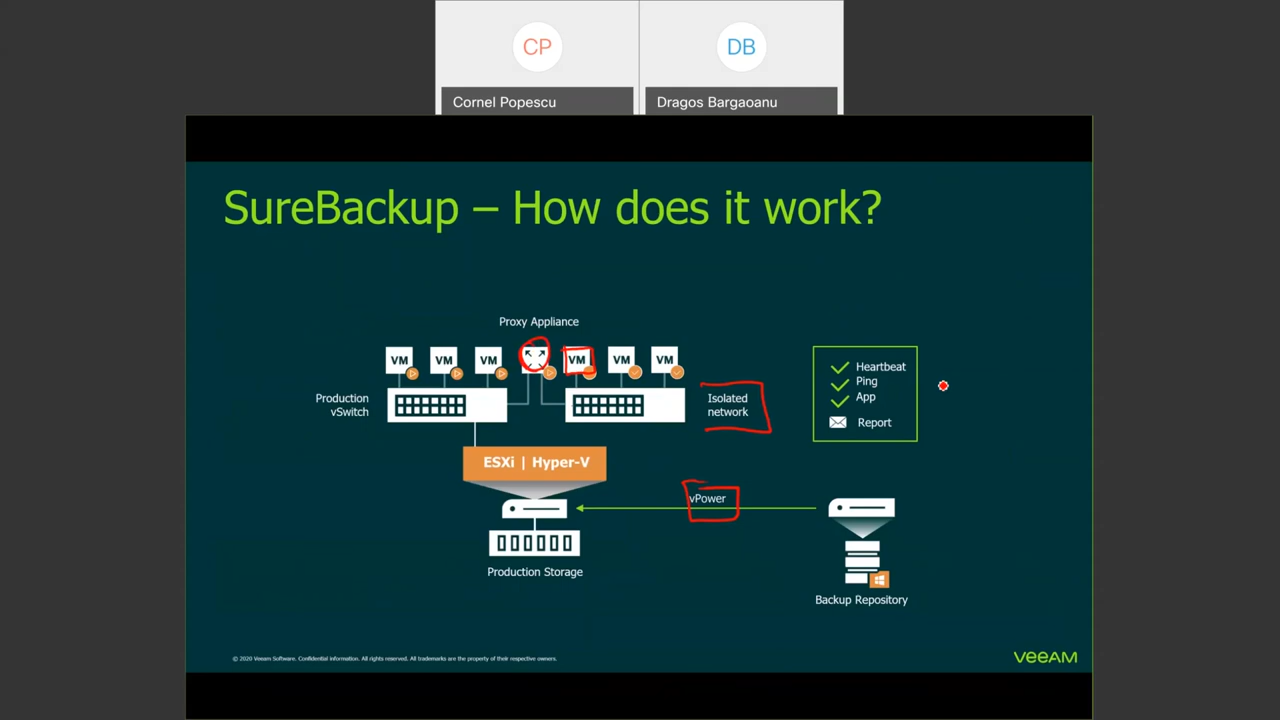 CP
DB
Cornel Popescu
Dragos Bargaoanu
SureBackup – How does it work?
Proxy Appliance
VM
VM
VM
VM
VM
VM
Production
vSwitch
Isolated
network
Heartbeat
Ping
App
Report
ESXi | Hyper-V
vPower
Production Storage
Backup Repository
© 2020 Veeam Software. Confidential information. All rights reserved. All trademarks are the property of their respective owners.
veeAM